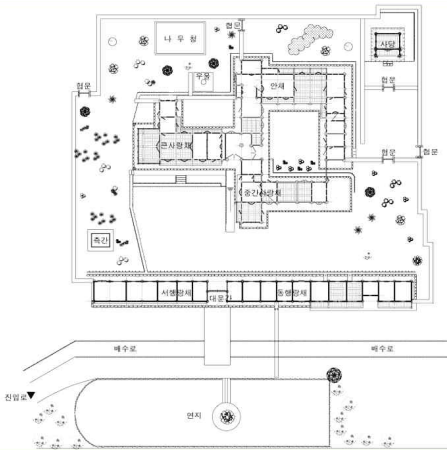 협문
나 무 청
사당
우물
안채
협문
협문
큰사랑채
협문
협문
중간사랑채
측간
서행랑채
대문간
동행랑채
배수로
배수로
진입로
연지